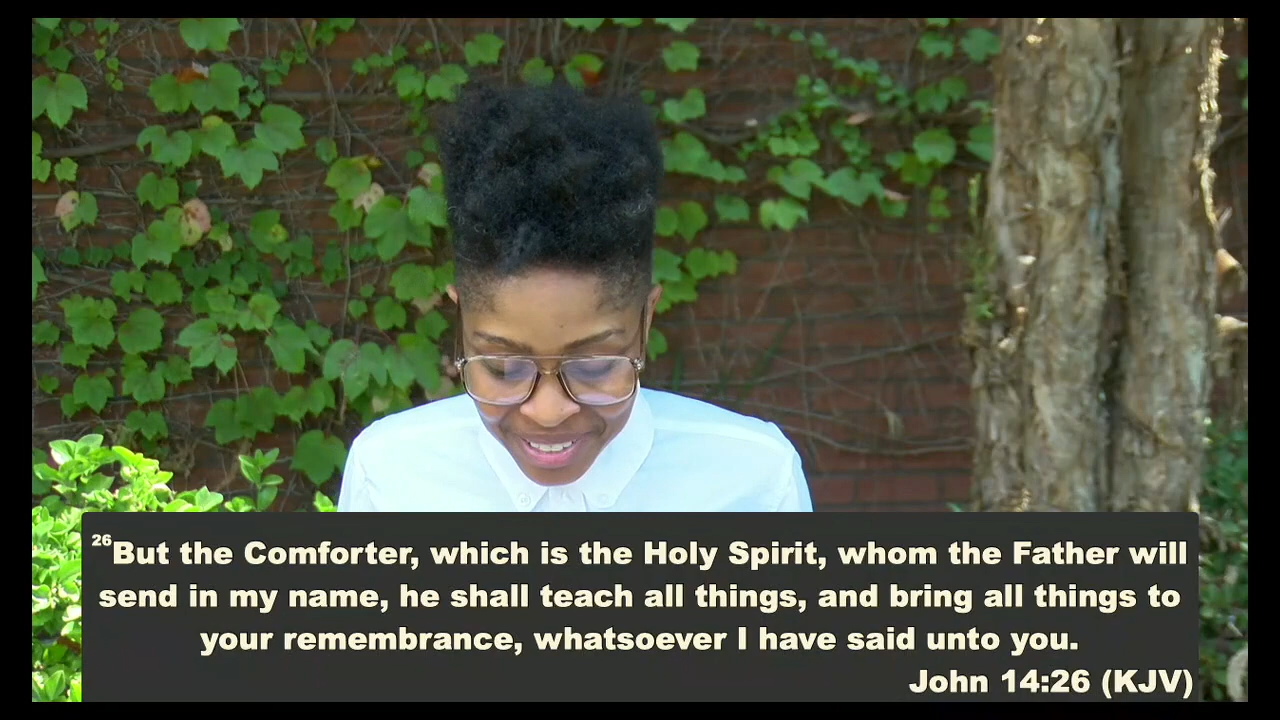 26But the Comforter, which is the Holy Spirit, whom the Father will
send in my name, he shall teach all things, and bring all things to
your remembrance, whatsoever I have said unto you.
John 14:26 (KJV)